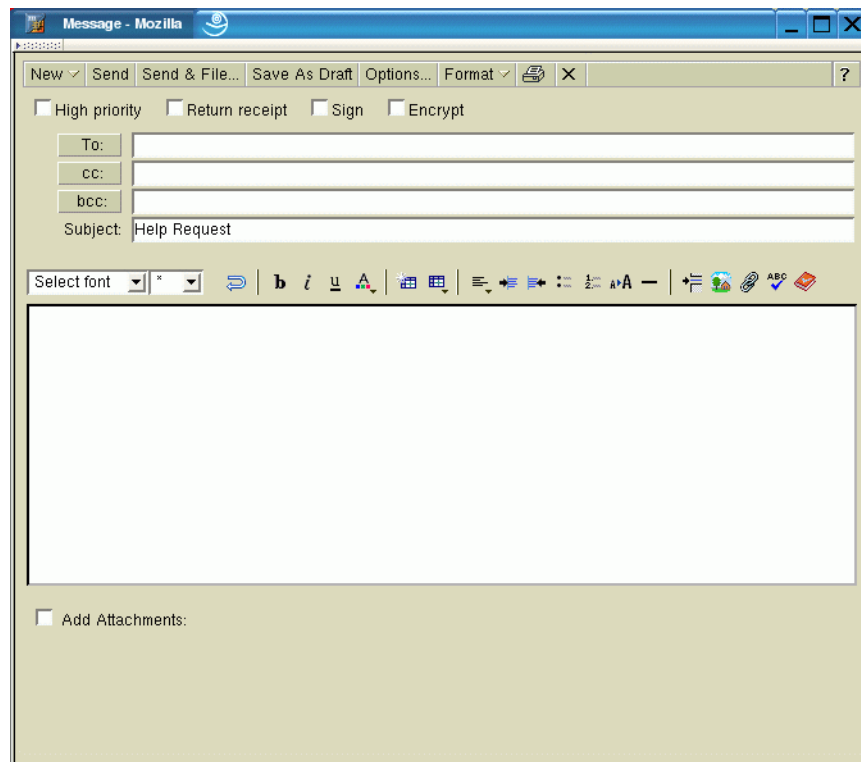 Message - Mozilla
New Send Send & File... Save As Draft Options... Format ?
High priority Return receipt Sign Encrypt
To:
cc:
bcc:
Subject: Help Request
Select font * b i u A A A ABC
Add Attachments: